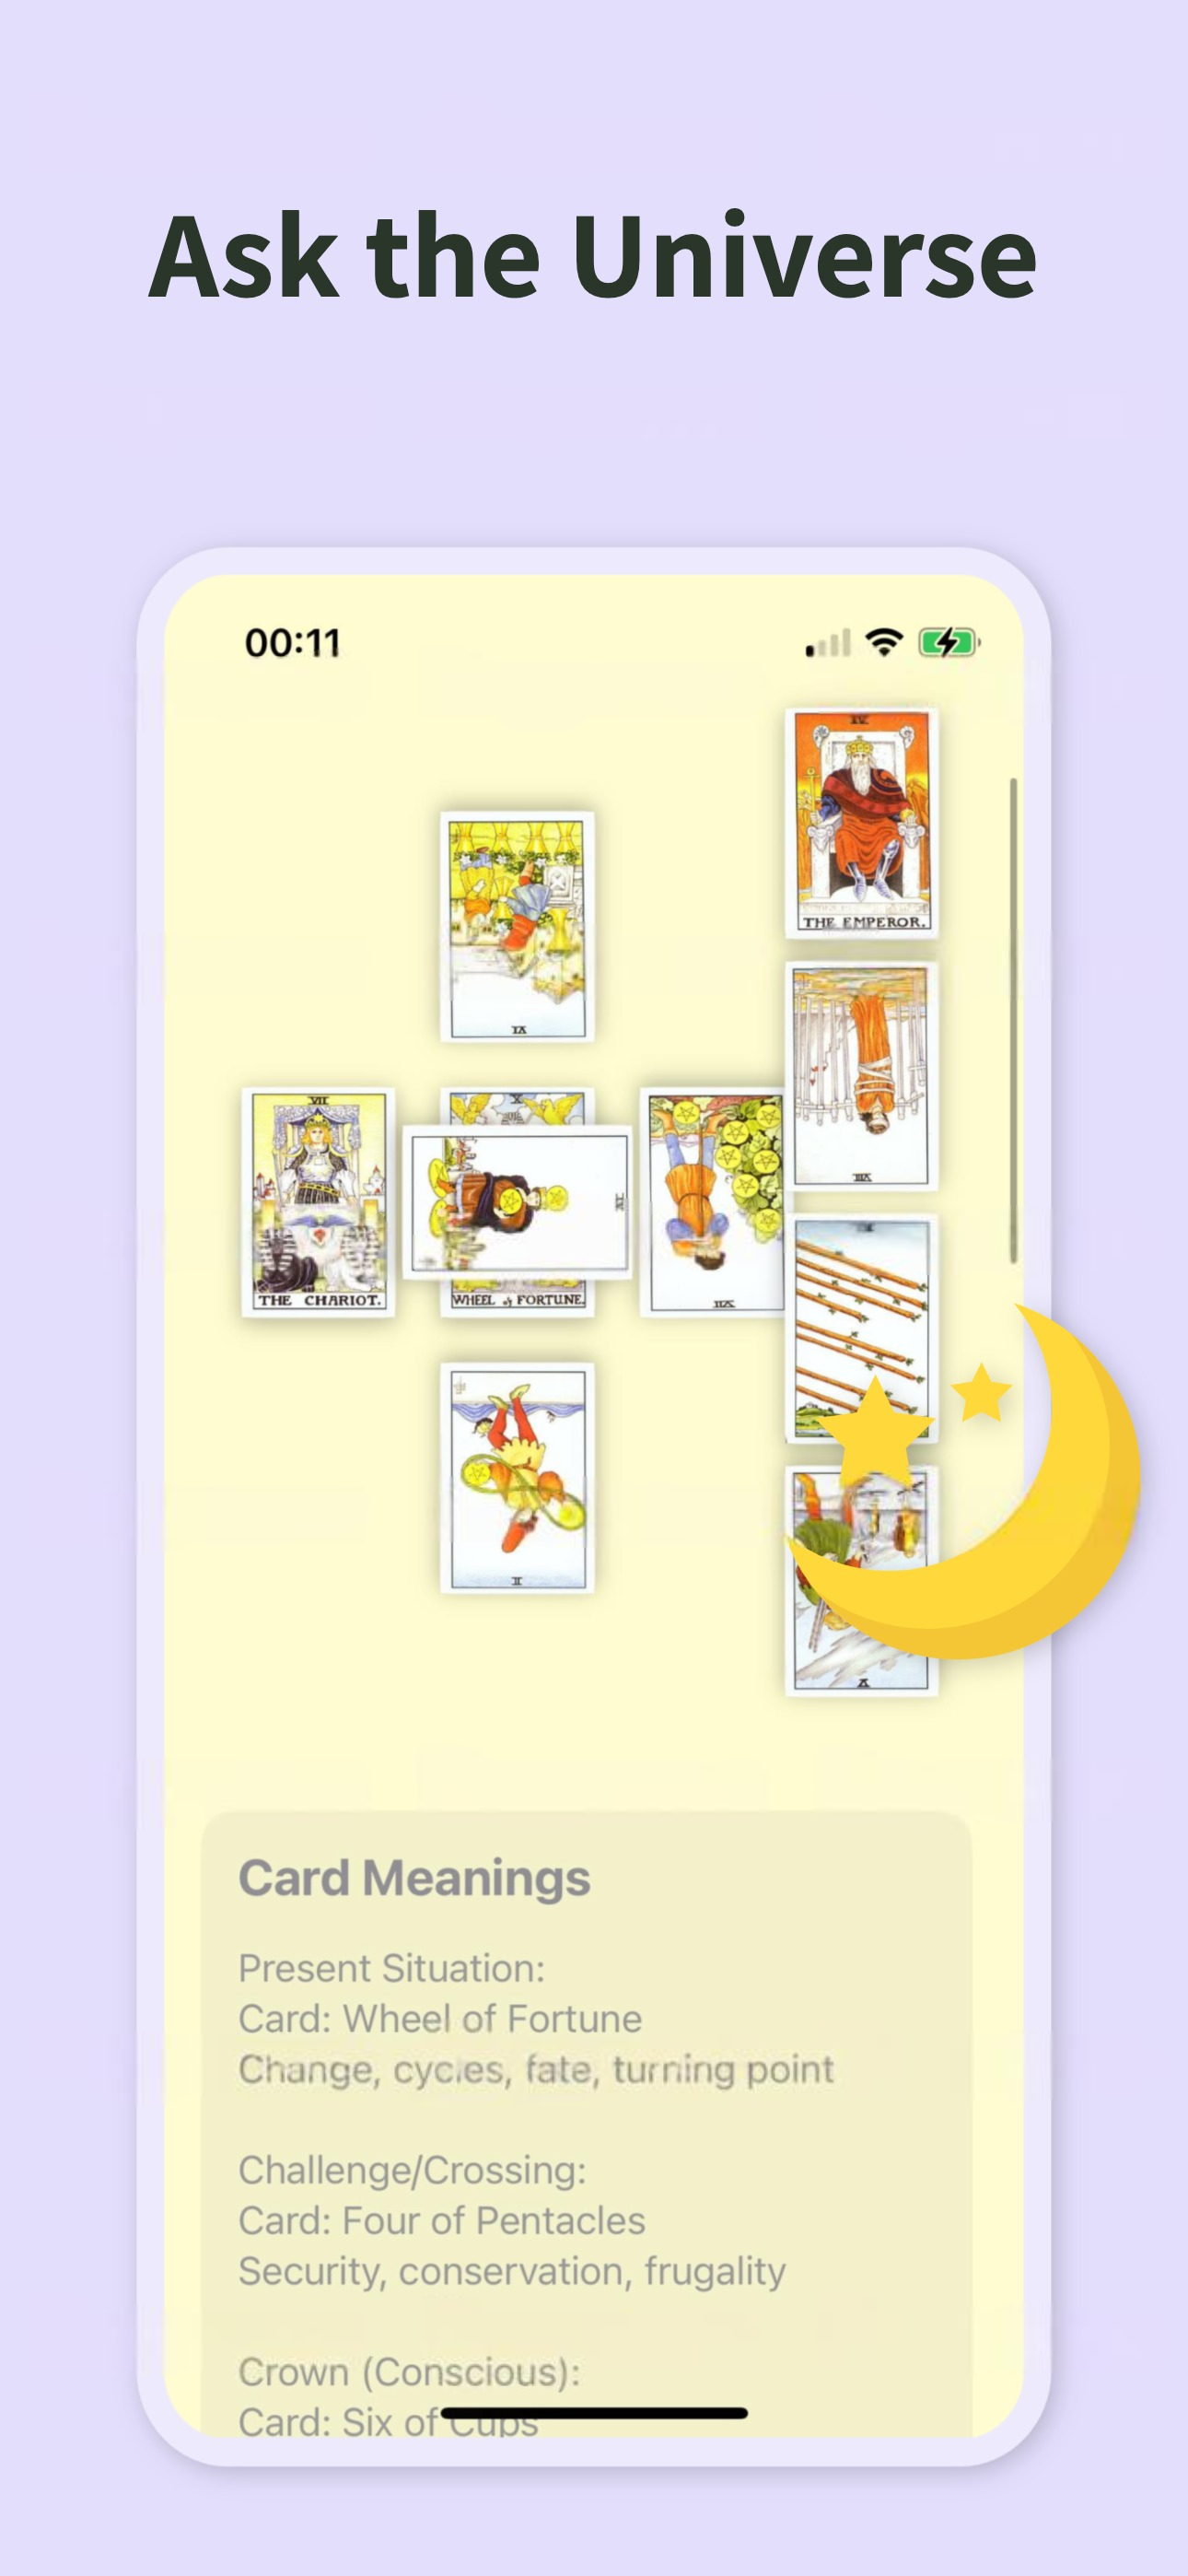 Ask the Universe
00:11
IV
THE EMPEROR.
VI
VIII
VII
THE CHARIOT.
X
IV
WHEEL of FORTUNE.
VII
II
V
Card Meanings
Present Situation:
Card: Wheel of Fortune
Change, cycles, fate, turning point
Challenge/Crossing:
Card: Four of Pentacles
Security, conservation, frugality
Crown (Conscious):
Card: Six of Cups